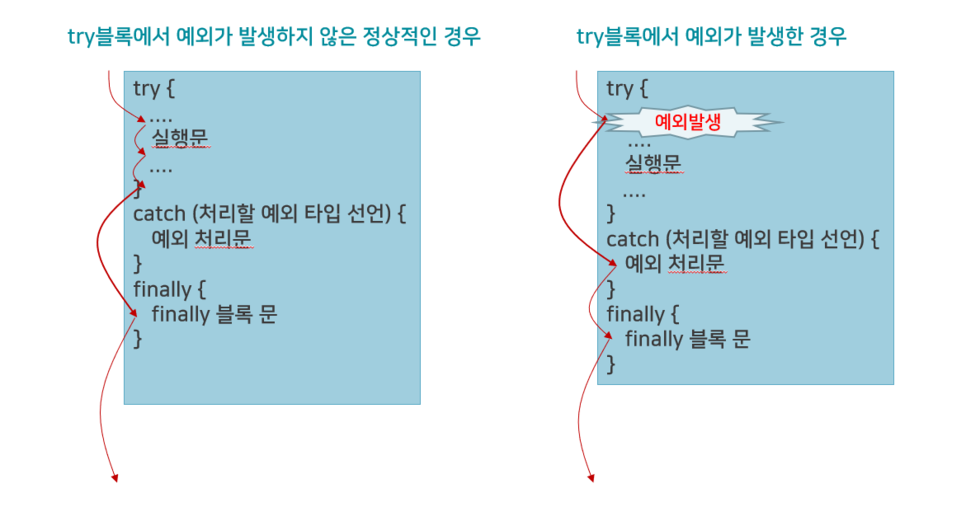 try블록에서 예외가 발생하지 않은 정상적인 경우
try {
....
실행문
....
}
catch (처리할 예외 타입 선언) {
예외 처리문
}
finally {
finally 블록 문
}
try블록에서 예외가 발생한 경우
try {
예외발생
....
실행문
....
}
catch (처리할 예외 타입 선언) {
예외 처리문
}
finally {
finally 블록 문
}